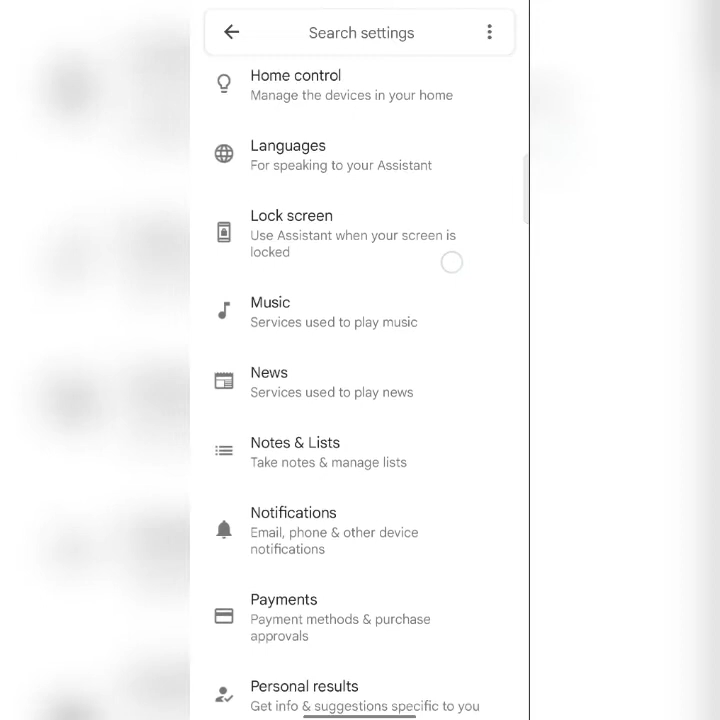 Search settings
Home control
Manage the devices in your home
Languages
For speaking to your Assistant
Lock screen
Use Assistant when your screen is
locked
Music
Services used to play music
News
Services used to play news
Notes & Lists
Take notes & manage lists
Notifications
Email, phone & other device
notifications
Payments
Payment methods & purchase
approvals
Personal results
Get info & suggestions specific to you